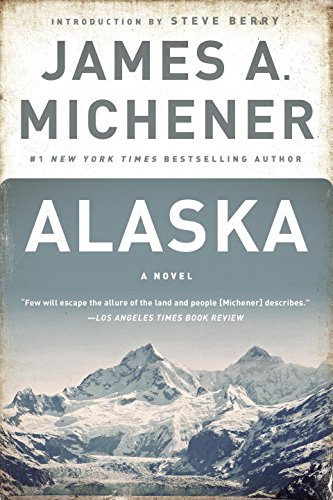 INTRODUCTION BY STEVE BERRY
JAMES A.
MICHENER
#1 NEW YORK TIMES BESTSELLING AUTHOR
ALASKA
A NOVEL
"Few will escape the allure of the land and people [Michener] describes."
—LOS ANGELES TIMES BOOK REVIEW